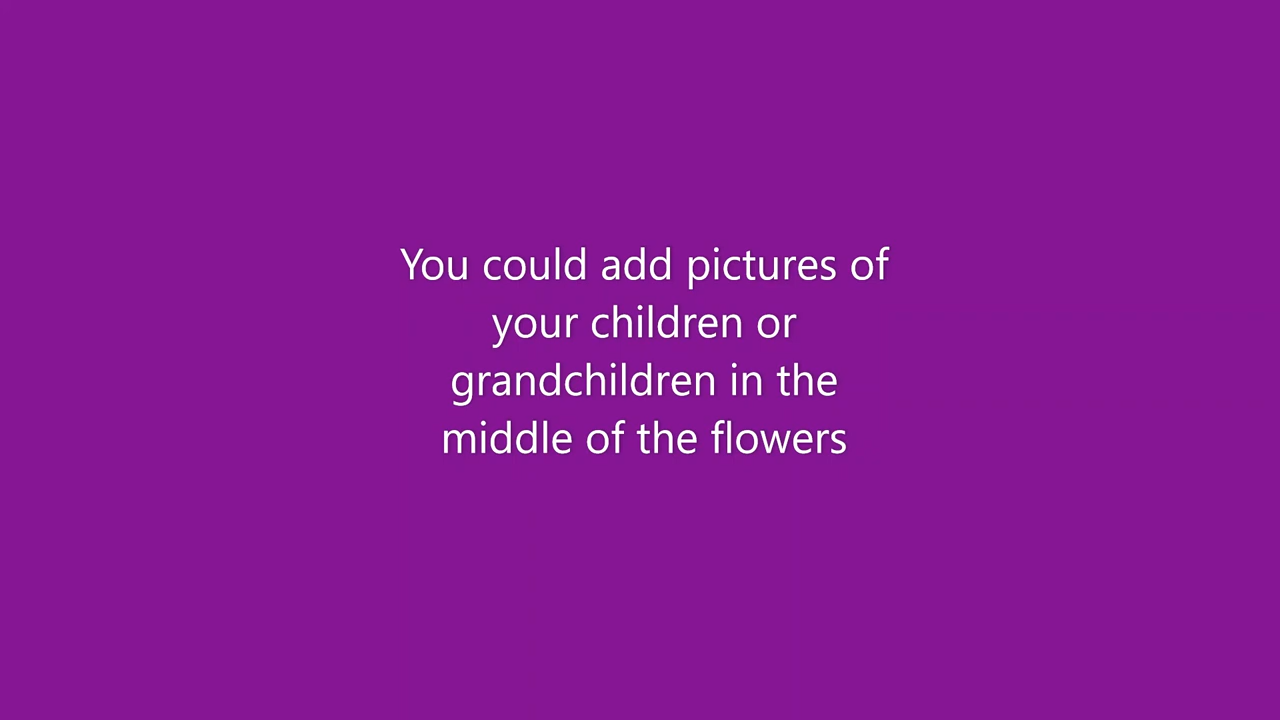 You could add pictures of
your children or
grandchildren in the
middle of the flowers